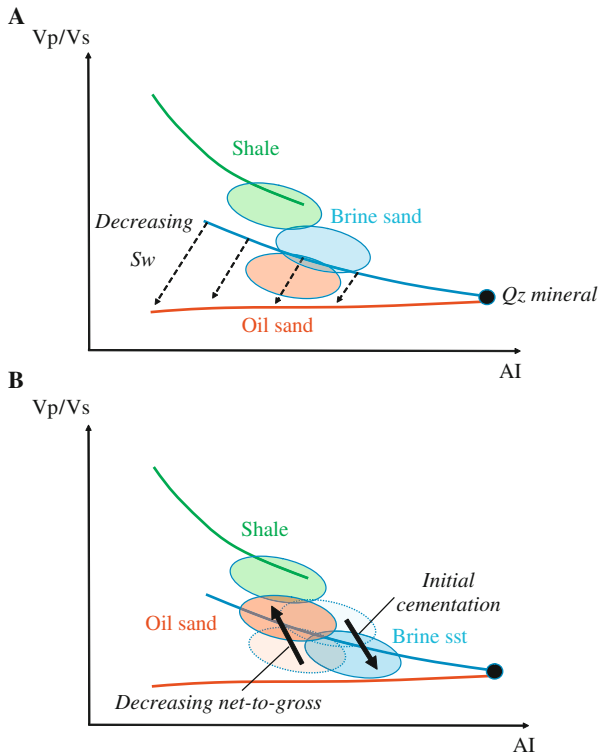 A
Vp/Vs
Shale
Decreasing
Brine sand
Sw
Qz mineral
Oil sand
AI
B
Vp/Vs
Shale
Initial
cementation
Oil sand
Brine sst
Decreasing net-to-gross
AI